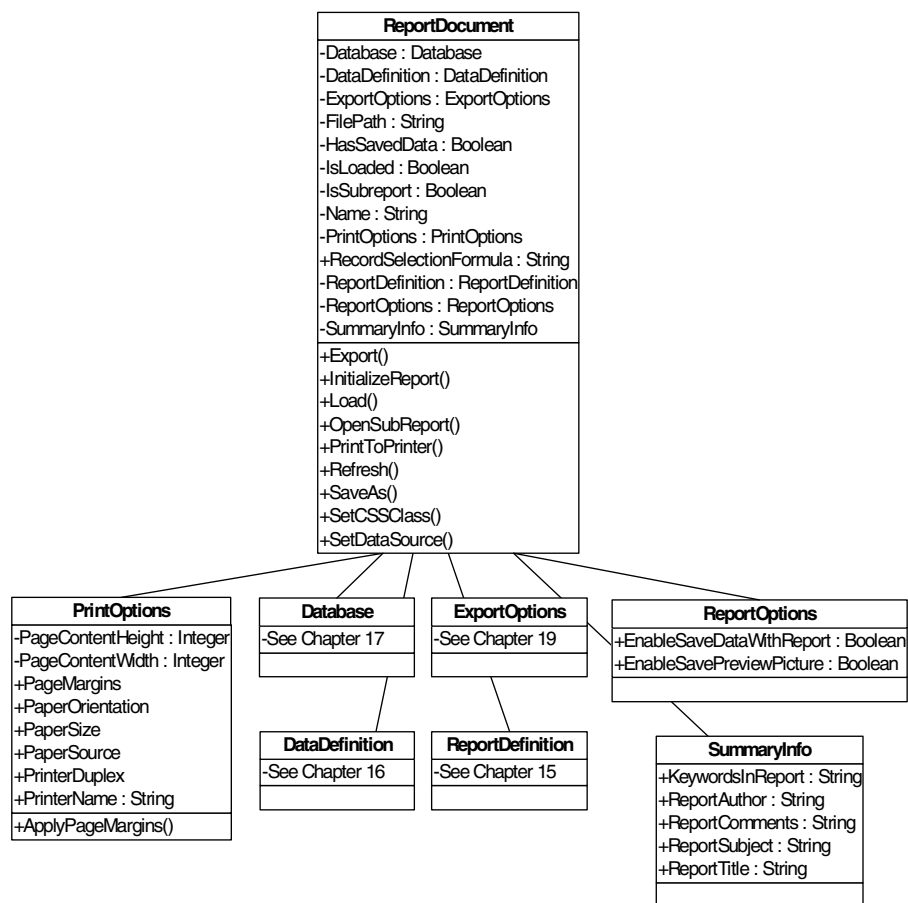 ReportDocument
-Database : Database
-DataDefinition : DataDefinition
-ExportOptions : ExportOptions
-FilePath : String
-HasSavedData : Boolean
-IsLoaded : Boolean
-IsSubreport : Boolean
-Name : String
-PrintOptions : PrintOptions
+RecordSelectionFormula : String
-ReportDefinition : ReportDefinition
-ReportOptions : ReportOptions
-SummaryInfo : SummaryInfo
+Export()
+InitializeReport()
+Load()
+OpenSubReport()
+PrintToPrinter()
+Refresh()
+SaveAs()
+SetCSSClass()
+SetDataSource()
PrintOptions
-PageContentHeight : Integer
-PageContentWidth : Integer
+PageMargins
+PaperOrientation
+PaperSize
+PaperSource
+PrinterDuplex
+PrinterName : String
+ApplyPageMargins()
Database
-See Chapter 17
ExportOptions
-See Chapter 19
ReportOptions
+EnableSaveDataWithReport : Boolean
+EnableSavePreviewPicture : Boolean
DataDefinition
-See Chapter 16
ReportDefinition
-See Chapter 15
SummaryInfo
+KeywordsInReport : String
+ReportAuthor : String
+ReportComments : String
+ReportSubject : String
+ReportTitle : String